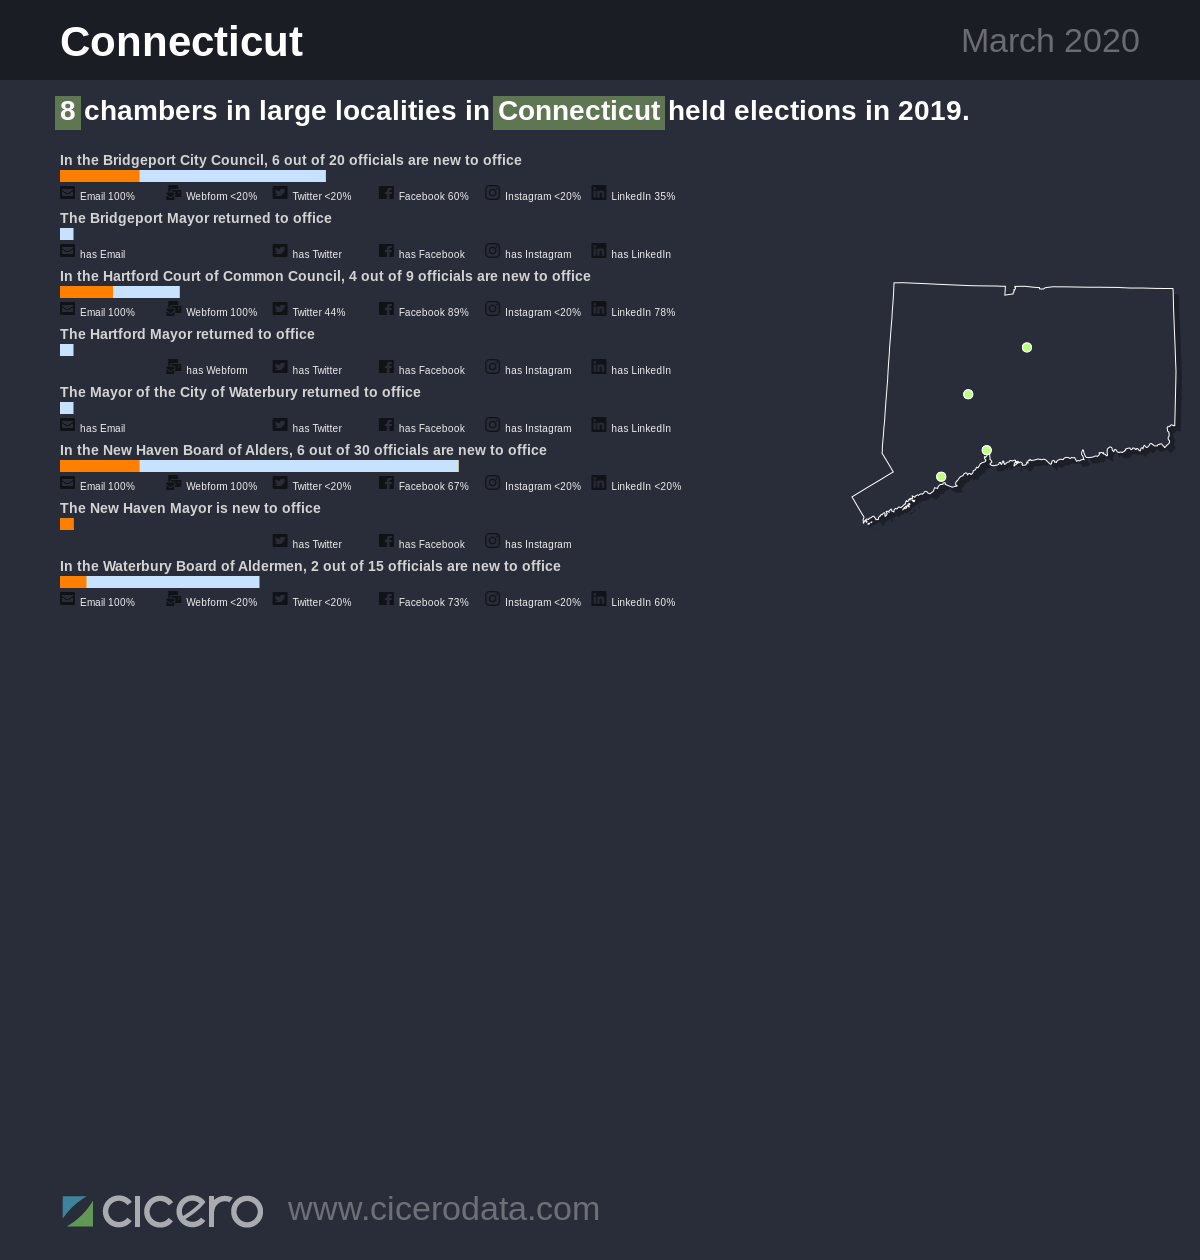 Connecticut
March 2020
8 chambers in large localities in Connecticut held elections in 2019.
In the Bridgeport City Council, 6 out of 20 officials are new to office
Email 100% Webform <20% Twitter <20% Facebook 60% Instagram <20% LinkedIn 35%
The Bridgeport Mayor returned to office
has Email has Twitter has Facebook has Instagram has LinkedIn
In the Hartford Court of Common Council, 4 out of 9 officials are new to office
Email 100% Webform 100% Twitter 44% Facebook 89% Instagram <20% LinkedIn 78%
The Hartford Mayor returned to office
has Webform has Twitter has Facebook has Instagram has LinkedIn
The Mayor of the City of Waterbury returned to office
has Email has Twitter has Facebook has Instagram has LinkedIn
In the New Haven Board of Alders, 6 out of 30 officials are new to office
Email 100% Webform 100% Twitter <20% Facebook 67% Instagram <20% LinkedIn <20%
The New Haven Mayor is new to office
has Twitter has Facebook has Instagram
In the Waterbury Board of Aldermen, 2 out of 15 officials are new to office
Email 100% Webform <20% Twitter <20% Facebook 73% Instagram <20% LinkedIn 60%
cicero www.cicerodata.com